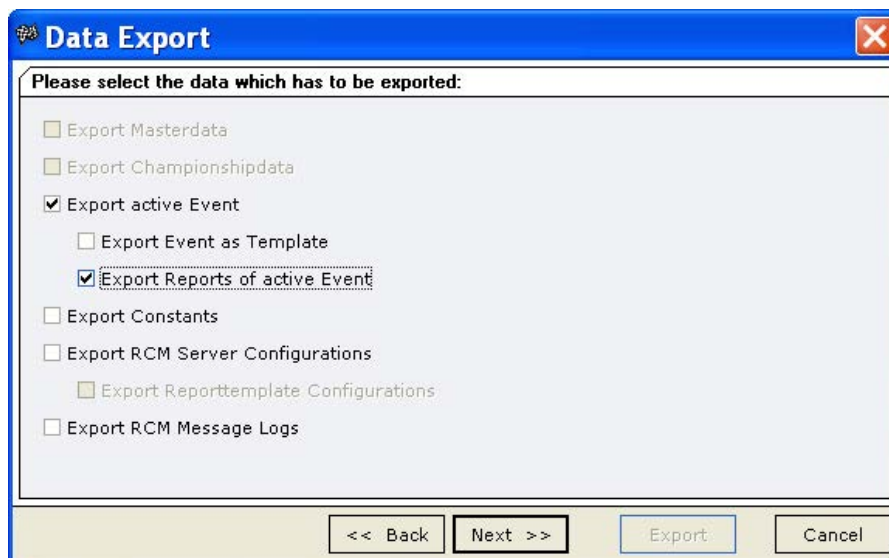 Data Export
Please select the data which has to be exported:
Export Masterdata
Export Championshipdata
Export active Event
Export Event as Template
Export Reports of active Event
Export Constants
Export RCM Server Configurations
Export Reporttemplate Configurations
Export RCM Message Logs
<< Back Next >> Export Cancel